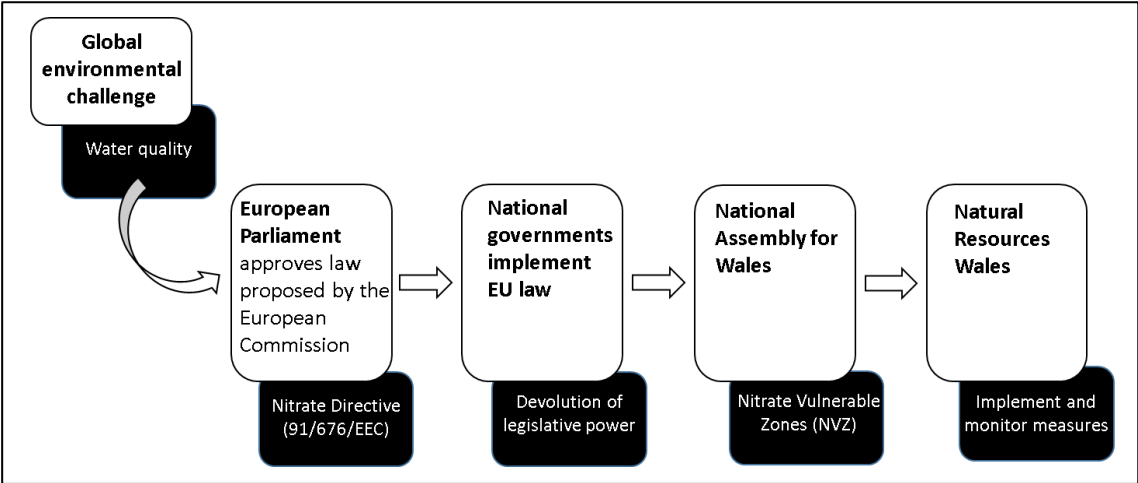 Global
environmental
challenge
Water quality
European
Parliament
approves law
proposed by the
European
Commission
Nitrate Directive
(91/676/EEC)
National
governments
implement
EU law
Devolution of
legislative power
National
Assembly for
Wales
Nitrate Vulnerable
Zones (NVZ)
Natural
Resources
Wales
Implement and
monitor measures